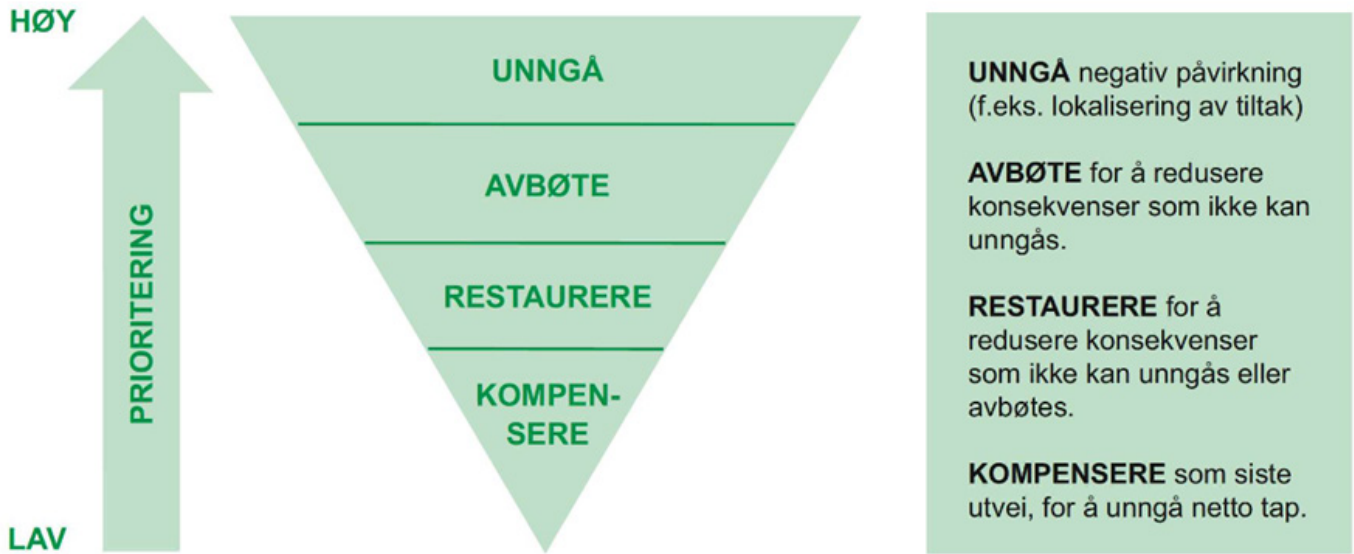 HØY
PRIORITERING
LAV
UNNGÅ
AVBØTE
RESTAURERE
KOMPEN-
SERE
UNNGÅ negativ påvirkning
(f.eks. lokalisering av tiltak)
AVBØTE for å redusere
konsekvenser som ikke kan
unngås.
RESTAURERE for å
redusere konsekvenser
som ikke kan unngås eller
avbøtes.
KOMPENSERE som siste
utvei, for å unngå netto tap.